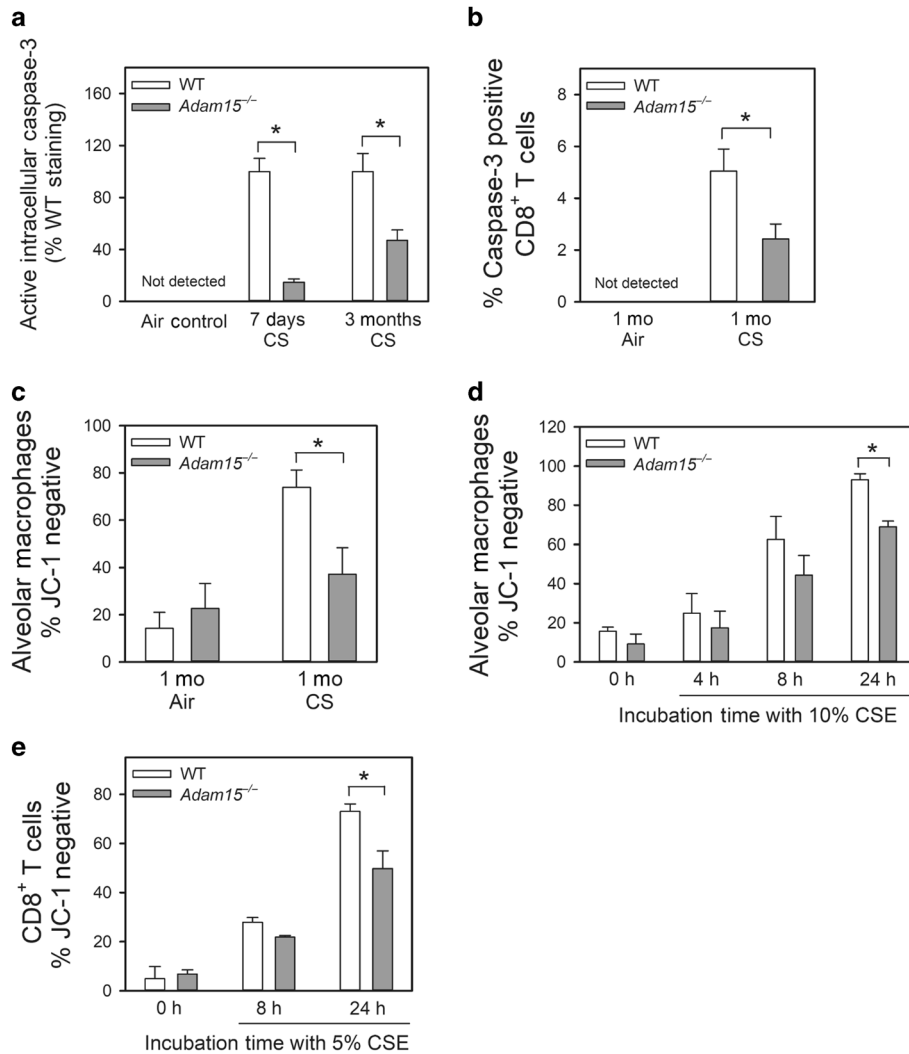 a
Active intracellular caspase-3
(% WT staining)
160
120
80
40
0
WT
Adam15⁻/⁻
*
*
Not detected
Air control
7 days
CS
3 months
CS
b
% Caspase-3 positive
CD8⁺ T cells
8
6
4
2
0
WT
Adam15⁻/⁻
*
Not detected
1 mo
Air
1 mo
CS
c
Alveolar macrophages
% JC-1 negative
100
80
60
40
20
0
WT
Adam15⁻/⁻
*
1 mo
Air
1 mo
CS
d
Alveolar macrophages
% JC-1 negative
120
100
80
60
40
20
0
WT
Adam15⁻/⁻
*
0 h 4 h 8 h 24 h
Incubation time with 10% CSE
e
CD8⁺ T cells
% JC-1 negative
80
60
40
20
0
WT
Adam15⁻/⁻
*
0 h 8 h 24 h
Incubation time with 5% CSE